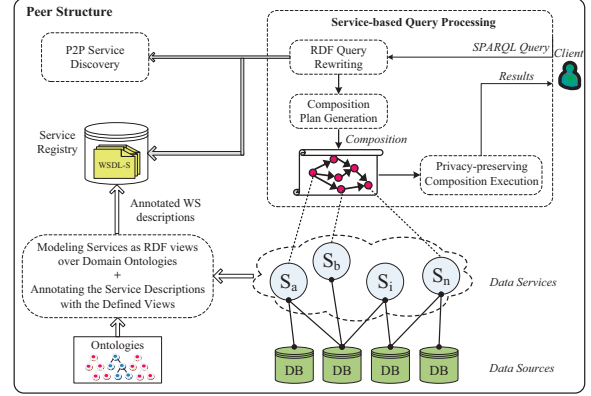 Peer Structure
Service-based Query Processing
P2P Service
Discovery
RDF Query
Rewriting
SPARQL Query
Client
Results
Composition
Plan Generation
Service
Registry
WSDL-S
Composition
Privacy-preserving
Composition Execution
Annotated WS
descriptions
Modeling Services as RDF views
over Domain Ontologies
+
Annotating the Service Descriptions
with the Defined Views
Sa
Sb
Si
Sn
Data Services
Ontologies
DB
DB
DB
DB
Data Sources